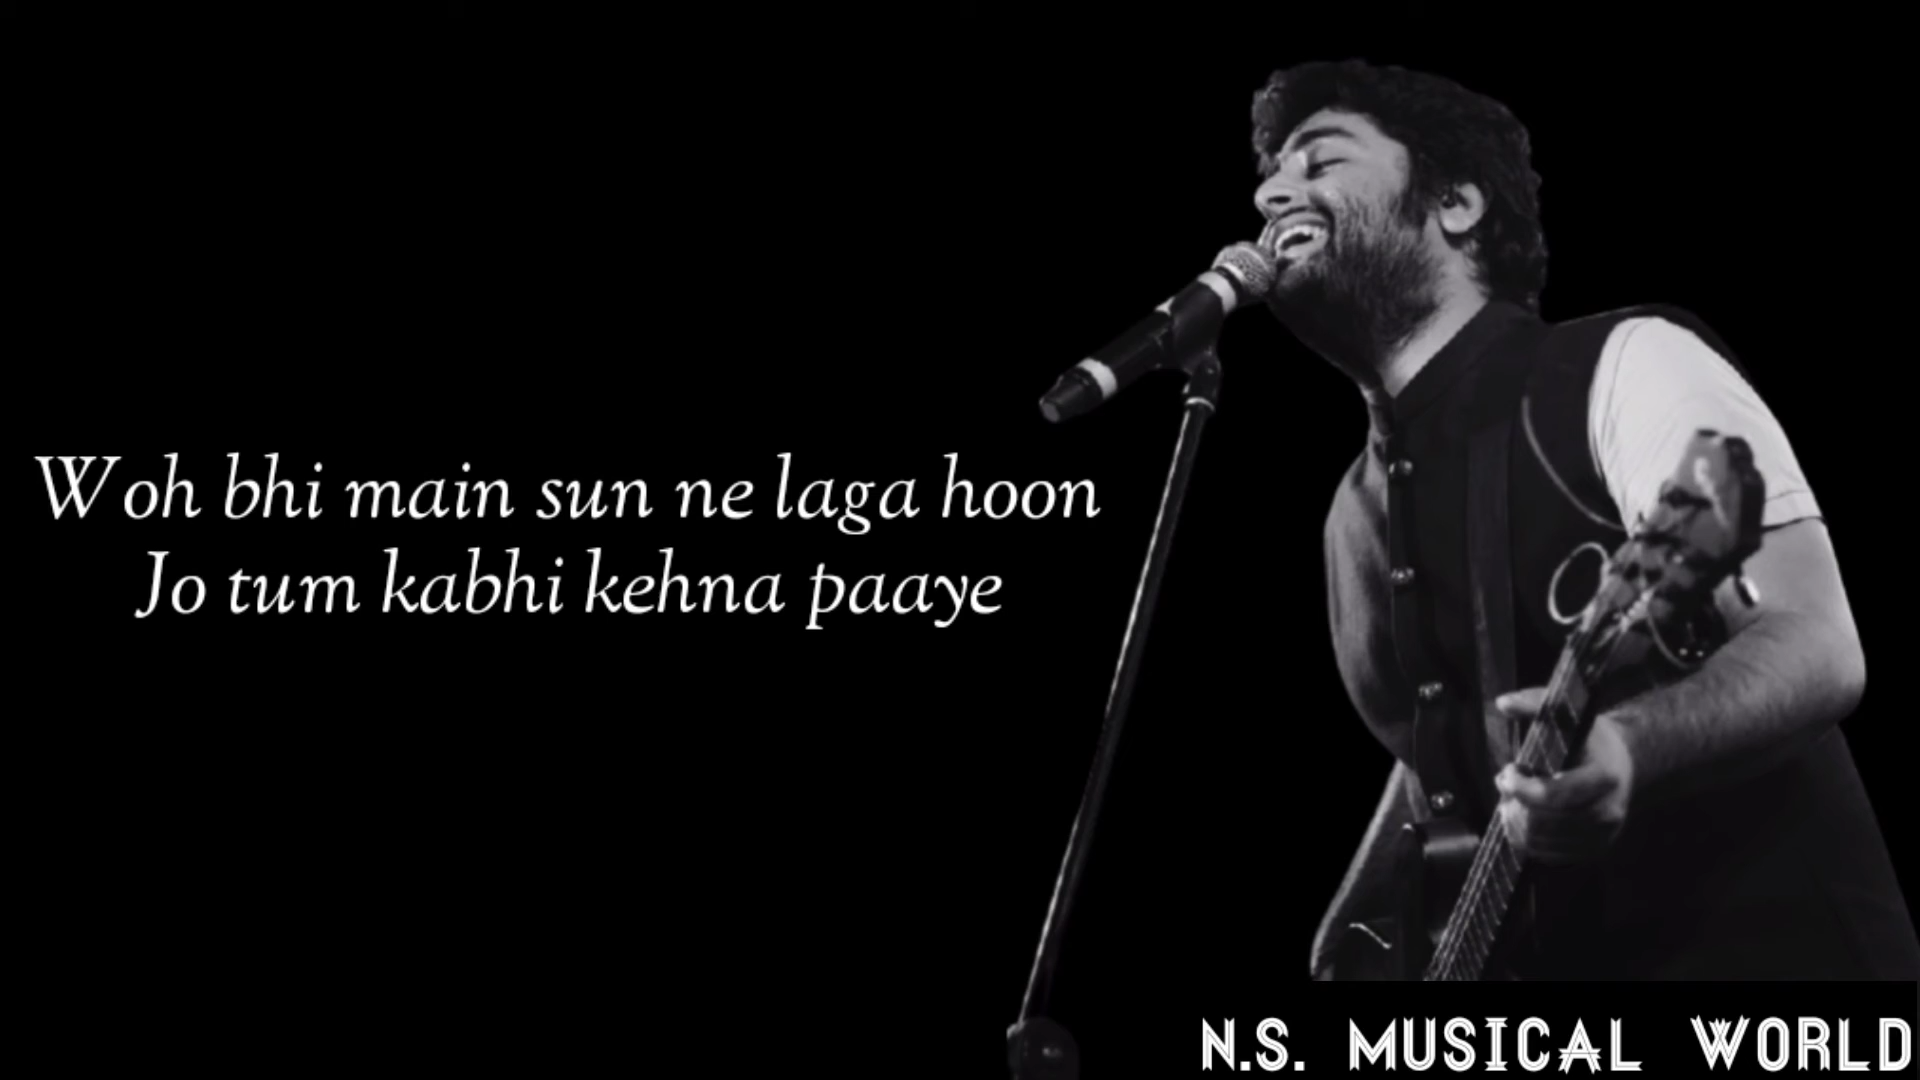 Woh bhi main sun ne laga hoon
Jo tum kabhi kehna paaye
N.S. MUSICAL WORLD